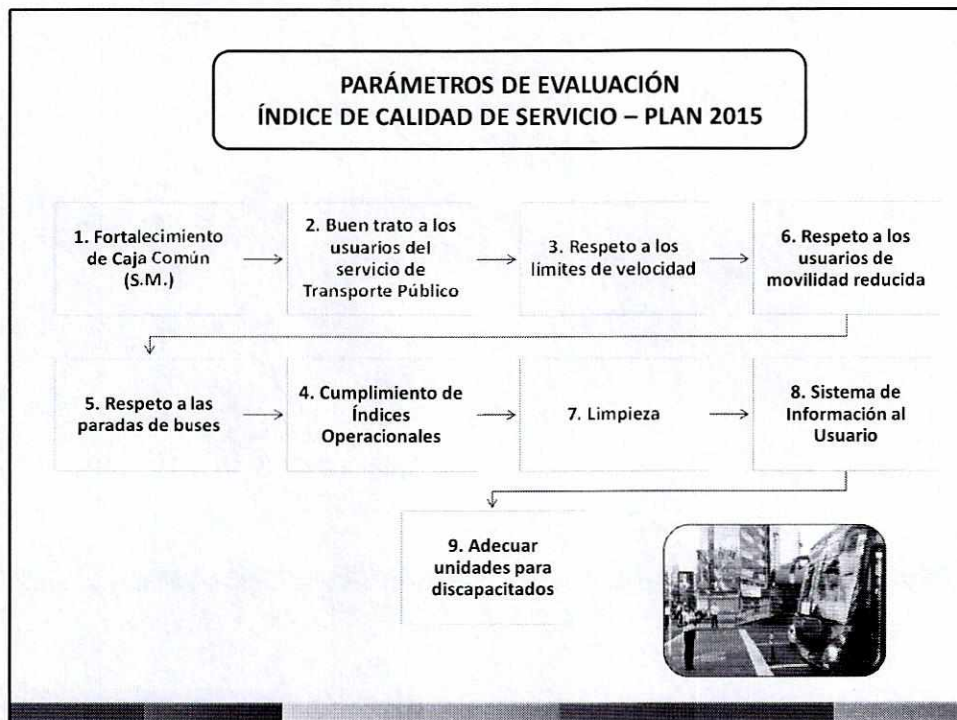 PARÁMETROS DE EVALUACIÓN
ÍNDICE DE CALIDAD DE SERVICIO – PLAN 2015
1. Fortalecimiento
de Caja Común
(S.M.)
2. Buen trato a los
usuarios del
servicio de
Transporte Público
3. Respeto a los
limites de velocidad
6. Respeto a los
usuarios de
movilidad reducida
5. Respeto a las
paradas de buses
4. Cumplimiento de
Índices
Operacionales
7. Limpieza
8. Sistema de
Información al
Usuario
9. Adecuar
unidades para
discapacitados